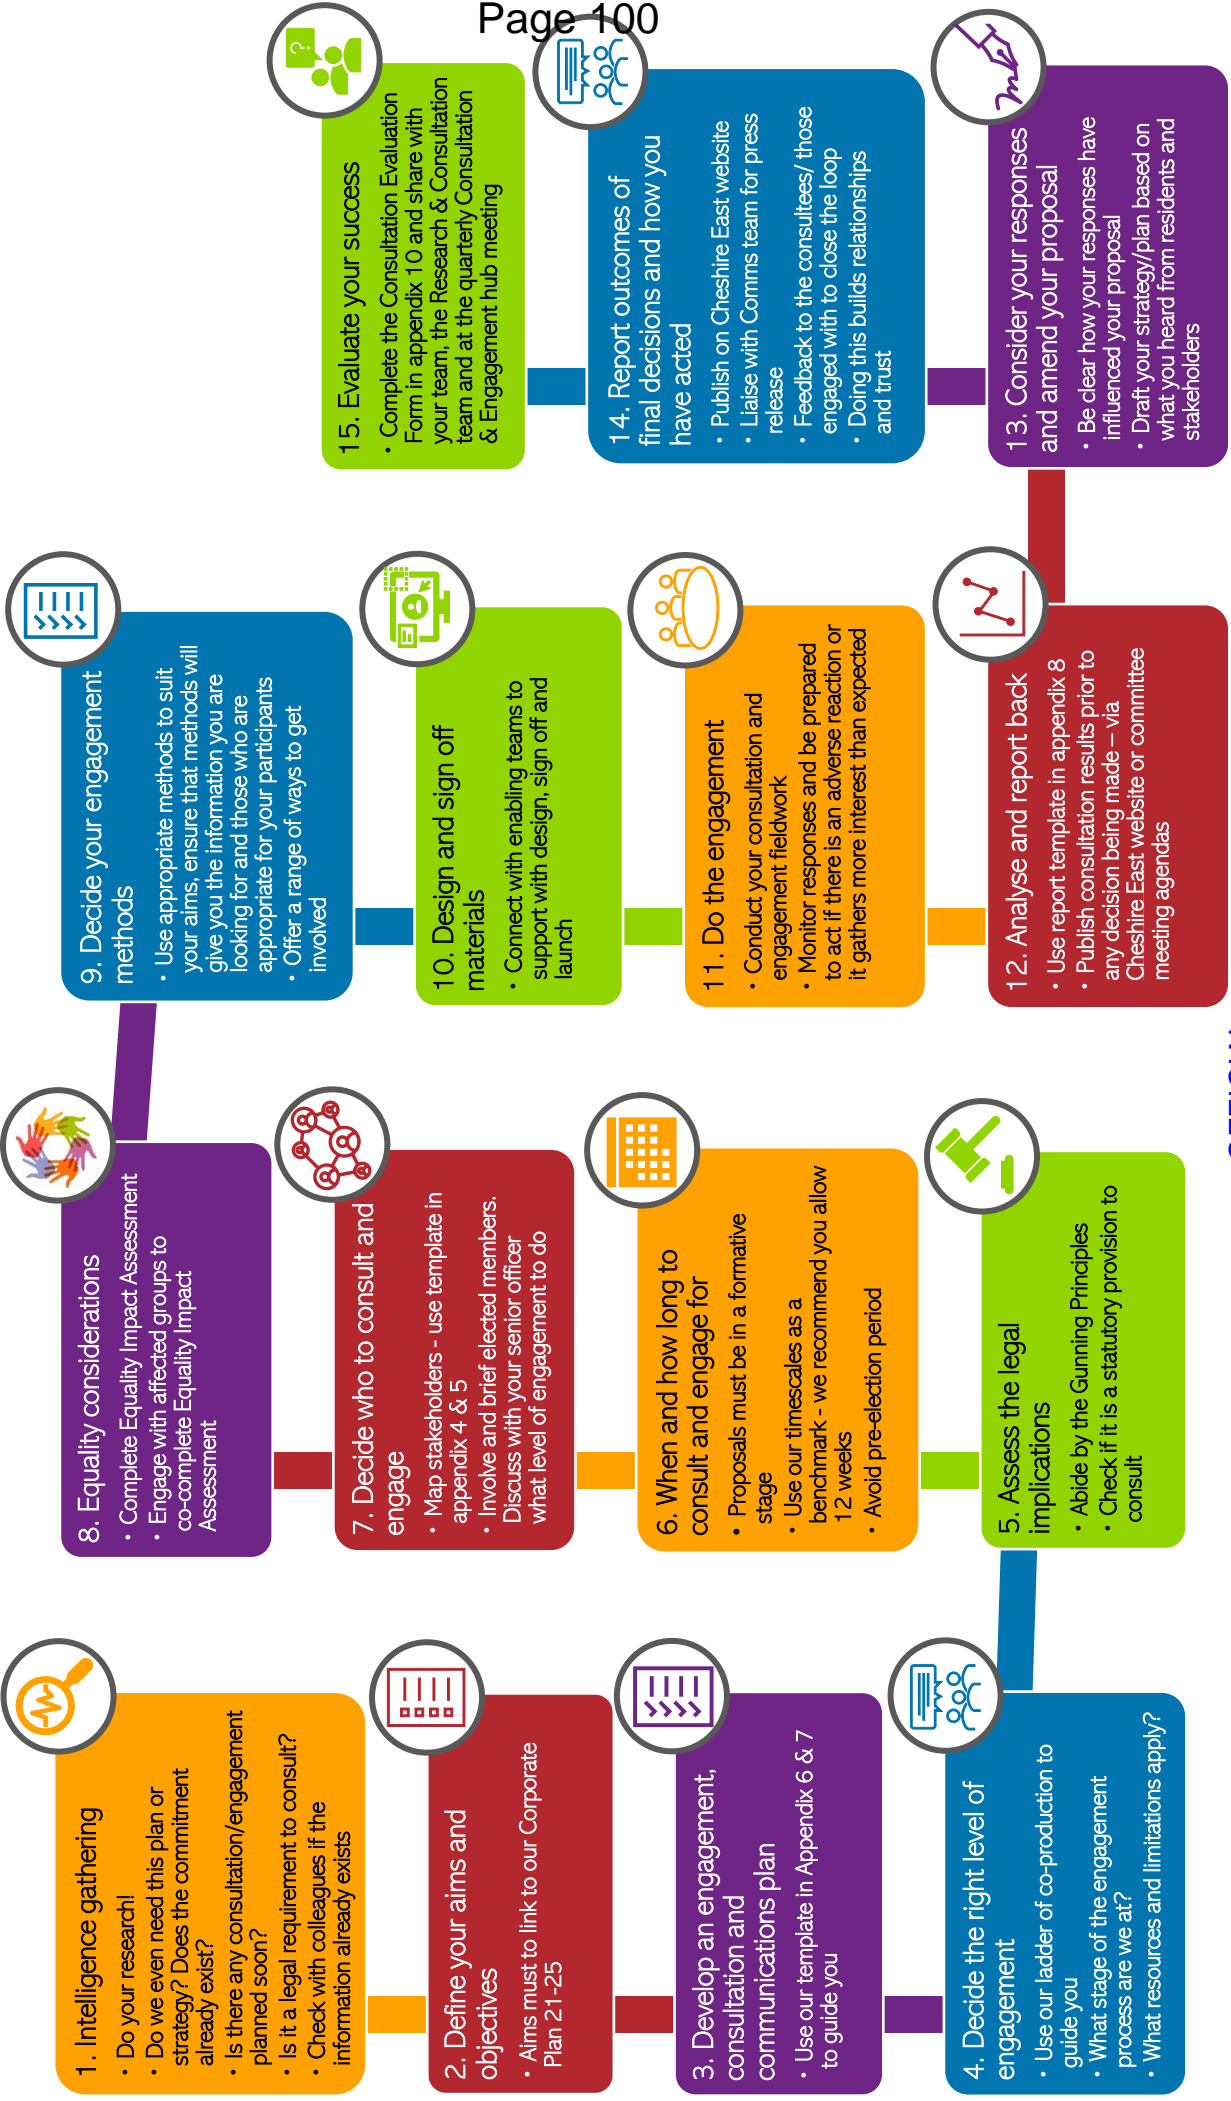 Page 100
1. Intelligence gathering
• Do your research!
• Do we even need this plan or
strategy? Does the commitment
already exist?
• Is there any consultation/engagement
planned soon?
• Is it a legal requirement to consult?
• Check with colleagues if the
information already exists
2. Define your aims and
objectives
• Aims must to link to our Corporate
Plan 21-25
3. Develop an engagement,
consultation and
communications plan
• Use our template in Appendix 6 & 7
to guide you
4. Decide the right level of
engagement
• Use our ladder of co-production to
guide you
• What stage of the engagement
process are we at?
• What resources and limitations apply?
5. Assess the legal
implications
• Abide by the Gunning Principles
• Check if it is a statutory provision to
consult
6. When and how long to
consult and engage for
• Proposals must be in a formative
stage
• Use our timescales as a
benchmark - we recommend you allow
12 weeks
• Avoid pre-election period
7. Decide who to consult and
engage
• Map stakeholders - use template in
appendix 4 & 5
• Involve and brief elected members.
Discuss with your senior officer
what level of engagement to do
8. Equality considerations
• Complete Equality Impact Assessment
• Engage with affected groups to
co-complete Equality Impact
Assessment
9. Decide your engagement
methods
• Use appropriate methods to suit
your aims, ensure that methods will
give you the information you are
looking for and those who are
appropriate for your participants
• Offer a range of ways to get
involved
10. Design and sign off
materials
• Connect with enabling teams to
support with design, sign off and
launch
11. Do the engagement
• Conduct your consultation and
engagement fieldwork
• Monitor responses and be prepared
to act if there is an adverse reaction or
it gathers more interest than expected
12. Analyse and report back
• Use report template in appendix 8
• Publish consultation results prior to
any decision being made – via
Cheshire East website or committee
meeting agendas
13. Consider your responses
and amend your proposal
• Be clear how your responses have
influenced your proposal
• Draft your strategy/plan based on
what you heard from residents and
stakeholders
14. Report outcomes of
final decisions and how you
have acted
• Publish on Cheshire East website
• Liaise with Comms team for press
release
• Feedback to the consultees/ those
engaged with to close the loop
• Doing this builds relationships
and trust
15. Evaluate your success
• Complete the Consultation Evaluation
Form in appendix 10 and share with
your team, the Research & Consultation
team and at the quarterly Consultation
& Engagement hub meeting
?